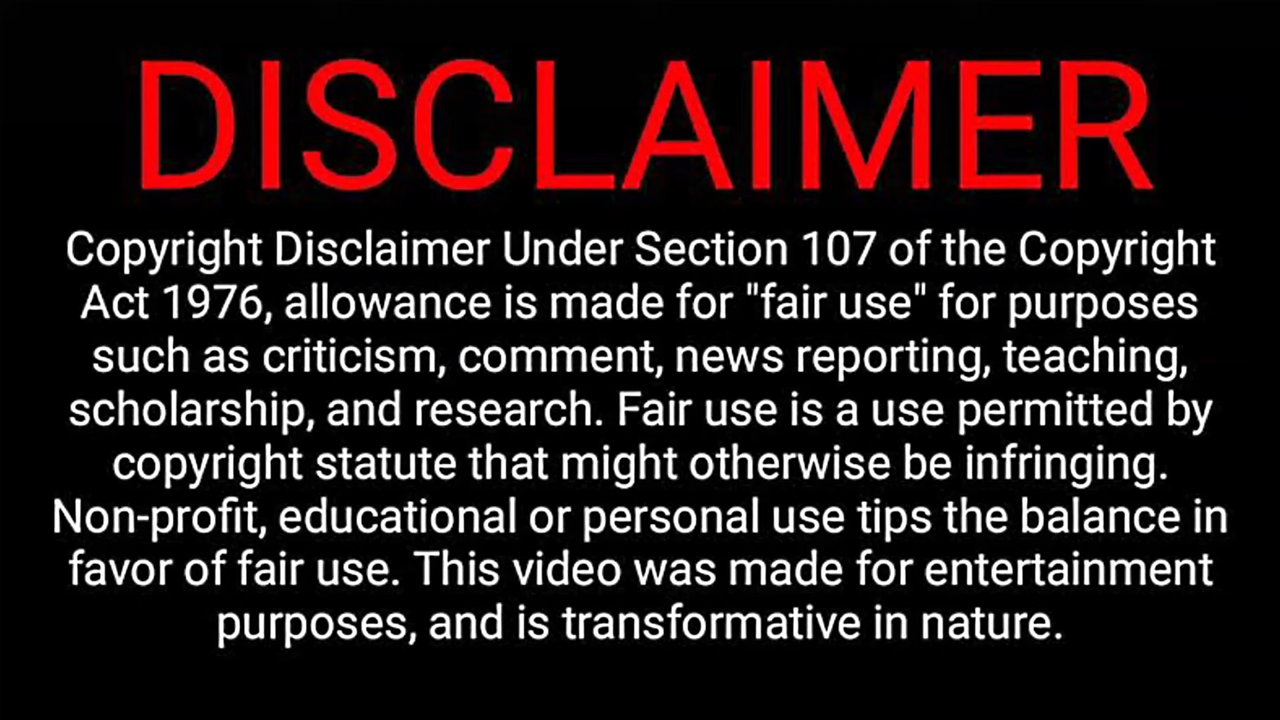 DISCLAIMER
Copyright Disclaimer Under Section 107 of the Copyright
Act 1976, allowance is made for "fair use" for purposes
such as criticism, comment, news reporting, teaching,
scholarship, and research. Fair use is a use permitted by
copyright statute that might otherwise be infringing.
Non-profit, educational or personal use tips the balance in
favor of fair use. This video was made for entertainment
purposes, and is transformative in nature.